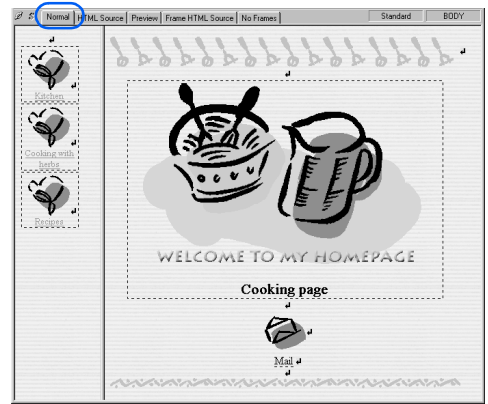 Normal HTML Source Preview Frame HTML Source No Frames Standard BODY
Kitchen
Cooking with
herbs
Recipes
WELCOME TO MY HOMEPAGE
Cooking page
Mail